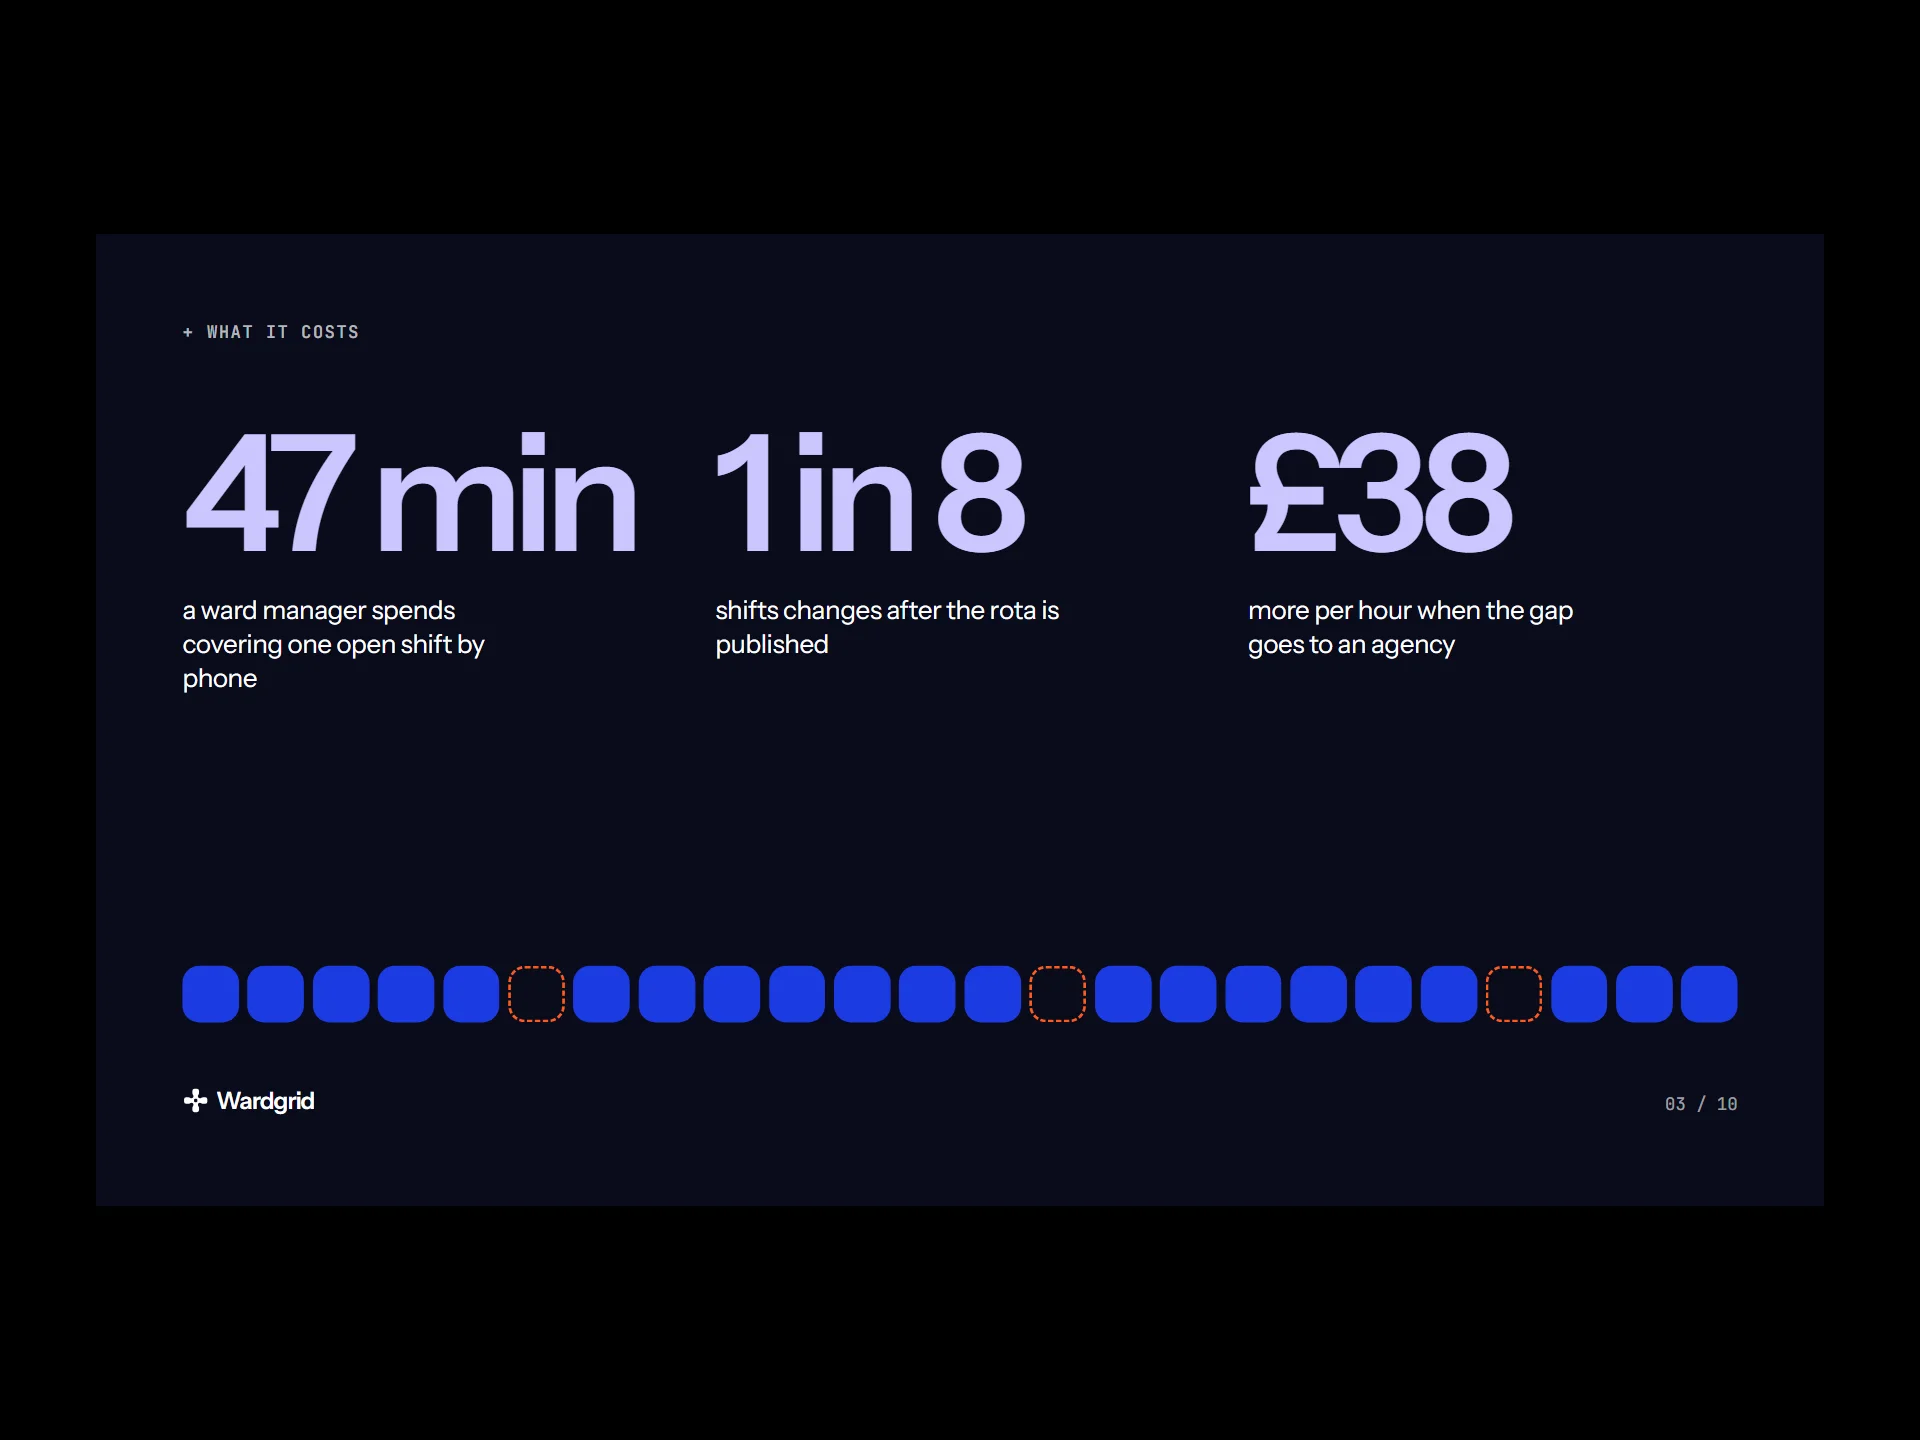 + WHAT IT COSTS
47 min
a ward manager spends
covering one open shift by
phone
1 in 8
shifts changes after the rota is
published
£38
more per hour when the gap
goes to an agency
Wardgrid
03 / 10